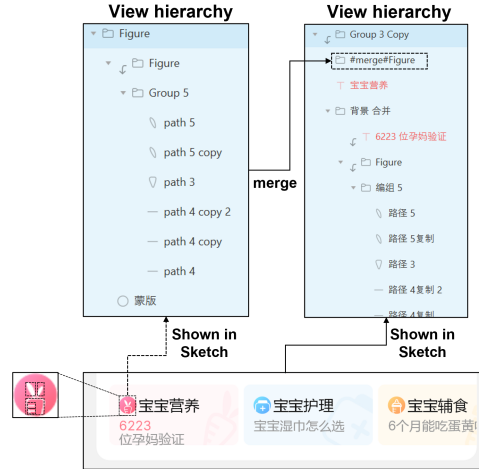 View hierarchy
Figure
Figure
Group 5
path 5
path 5 copy
path 3
path 4 copy 2
path 4 copy
path 4
蒙版
merge
View hierarchy
Group 3 Copy
#merge#Figure
宝宝营养
背景 合并
6223 位孕妈验证
Figure
编组 5
路径 5
路径 5复制
路径 3
路径 4复制 2
路径 4复制
Shown in
Sketch
Shown in
Sketch
宝宝营养
6223
位孕妈验证
宝宝护理
宝宝湿巾怎么选
宝宝辅食
6个月能吃蛋黄